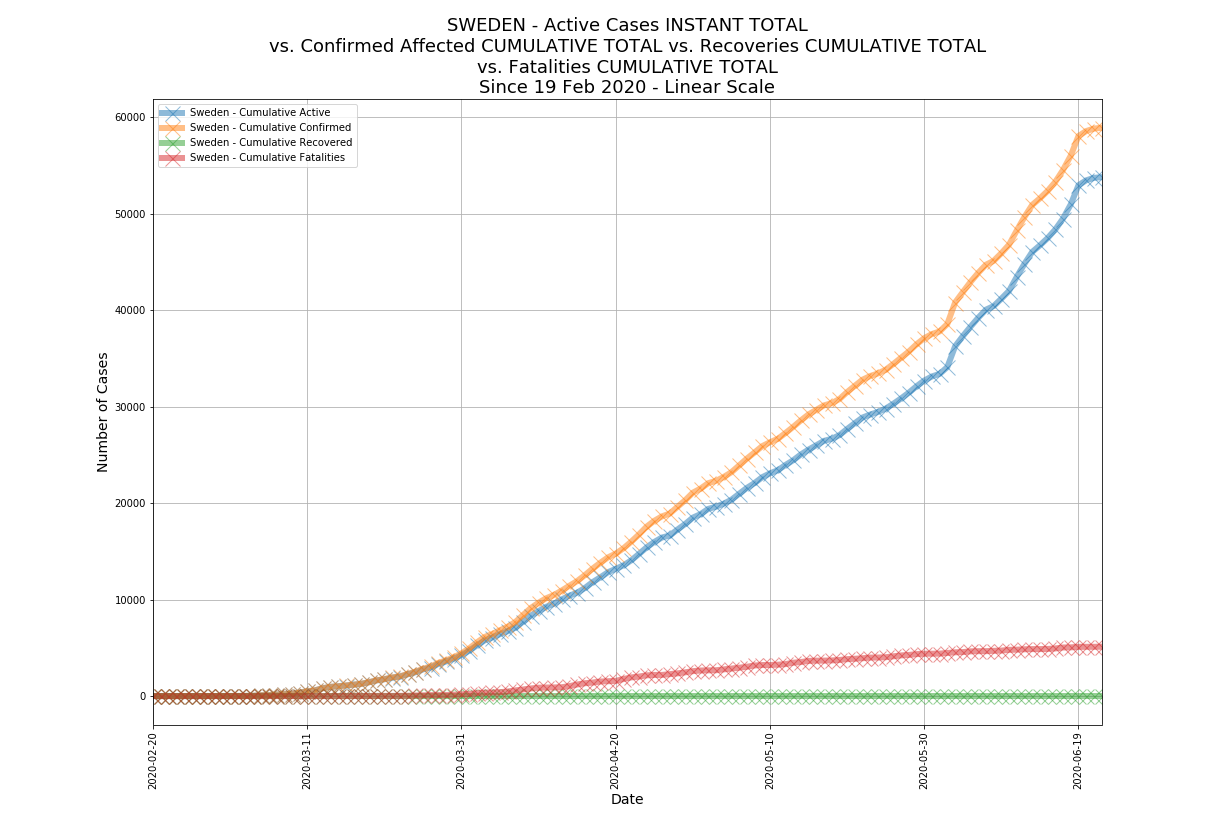 SWEDEN - Active Cases INSTANT TOTAL
vs. Confirmed Affected CUMULATIVE TOTAL vs. Recoveries CUMULATIVE TOTAL
vs. Fatalities CUMULATIVE TOTAL
Since 19 Feb 2020 - Linear Scale
Sweden - Cumulative Active
Sweden - Cumulative Confirmed
Sweden - Cumulative Recovered
Sweden - Cumulative Fatalities
Number of Cases
60000
50000
40000
30000
20000
10000
0
2020-02-20
2020-03-11
2020-03-31
2020-04-20
2020-05-10
2020-05-30
2020-06-19
Date